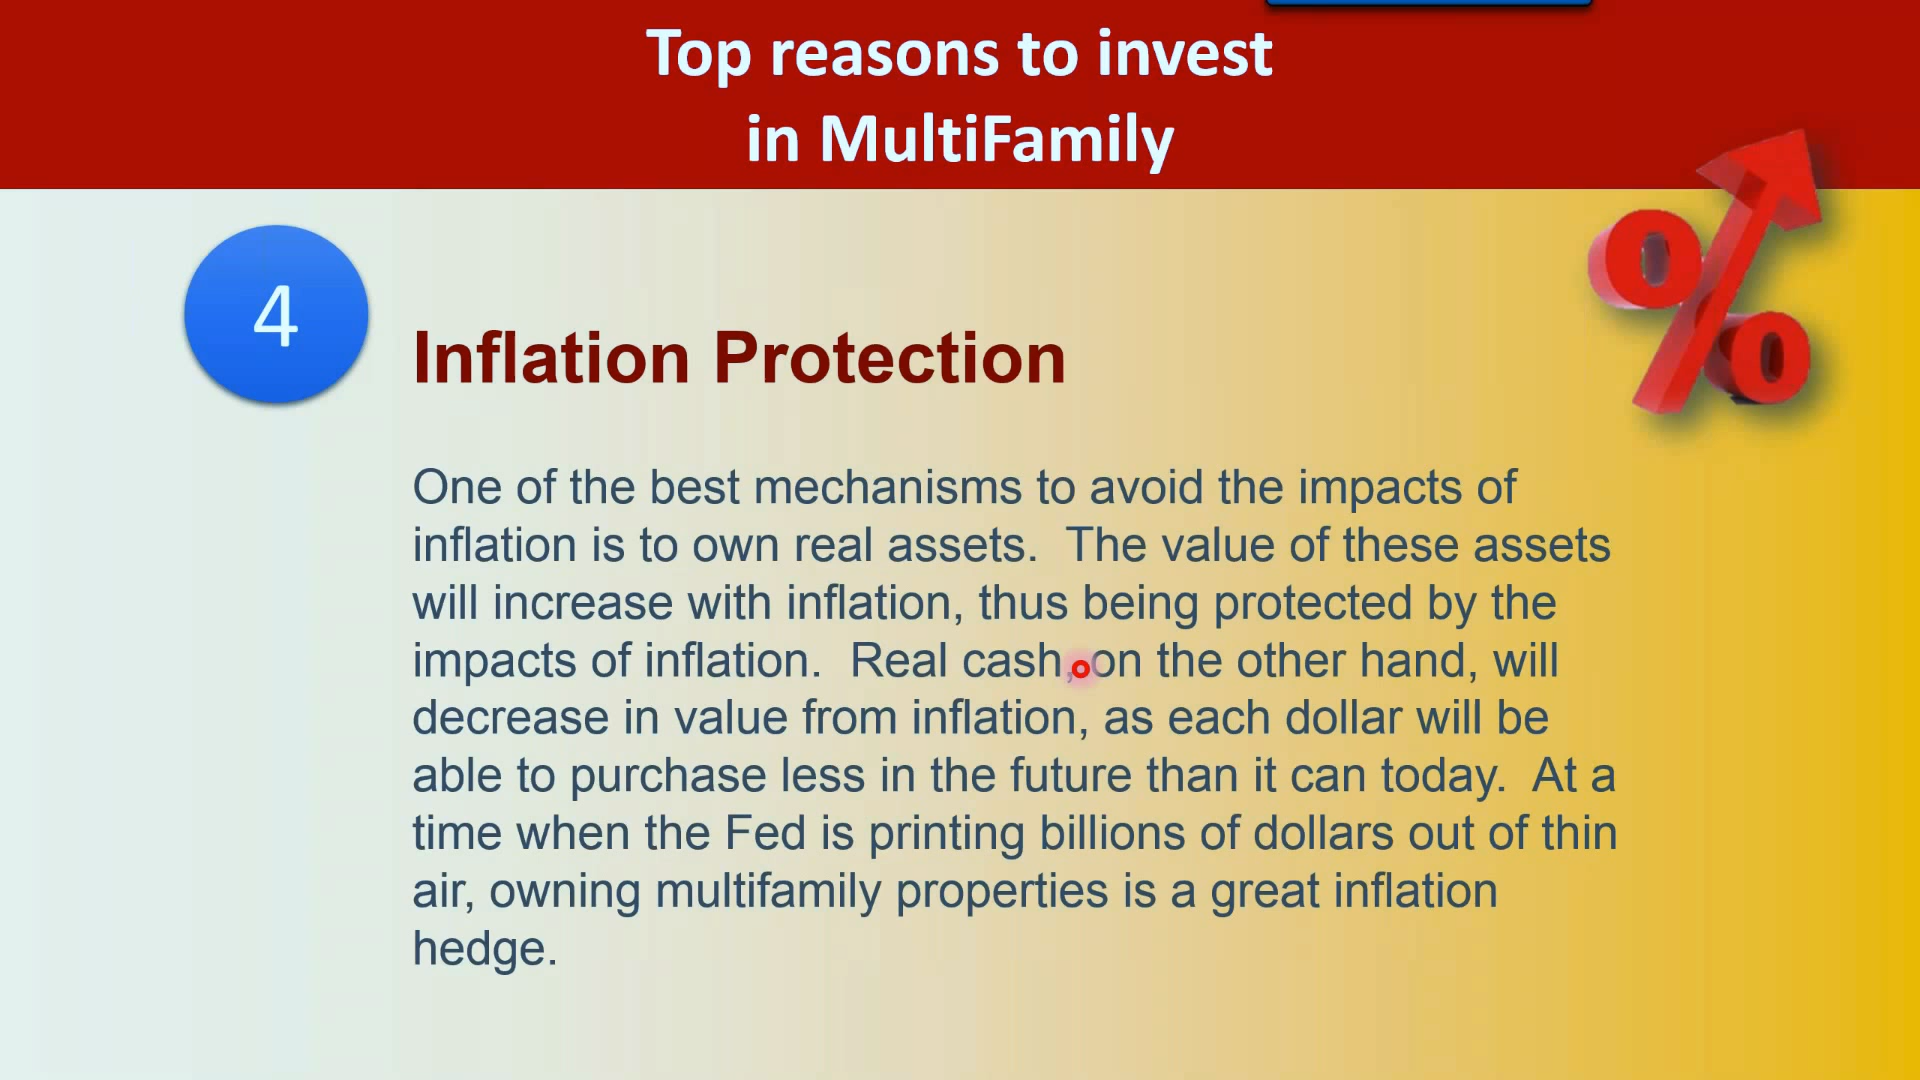 Top reasons to invest
in MultiFamily
4
Inflation Protection
One of the best mechanisms to avoid the impacts of
inflation is to own real assets.  The value of these assets
will increase with inflation, thus being protected by the
impacts of inflation.  Real cash, on the other hand, will
decrease in value from inflation, as each dollar will be
able to purchase less in the future than it can today.  At a
time when the Fed is printing billions of dollars out of thin
air, owning multifamily properties is a great inflation
hedge.
%